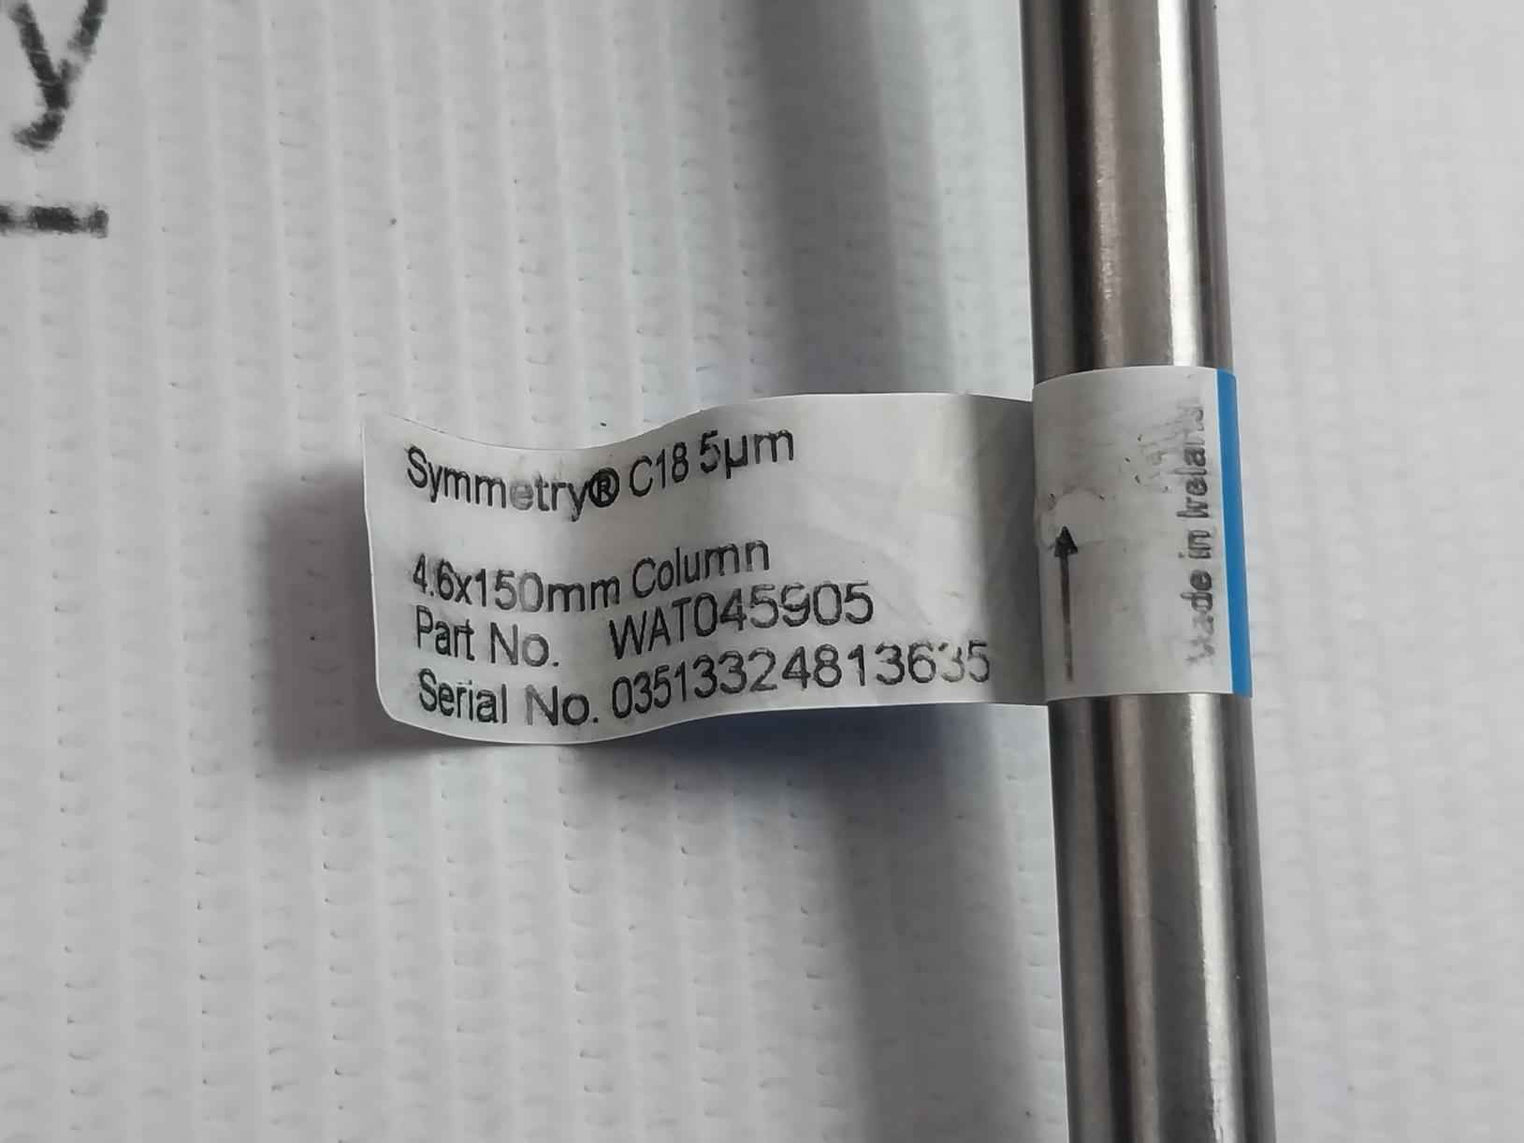 y
Symmetry® C18 5µm
4.6x150mm Column
Part No. WAT045905
Serial No. 03513324813635
Made in Ireland